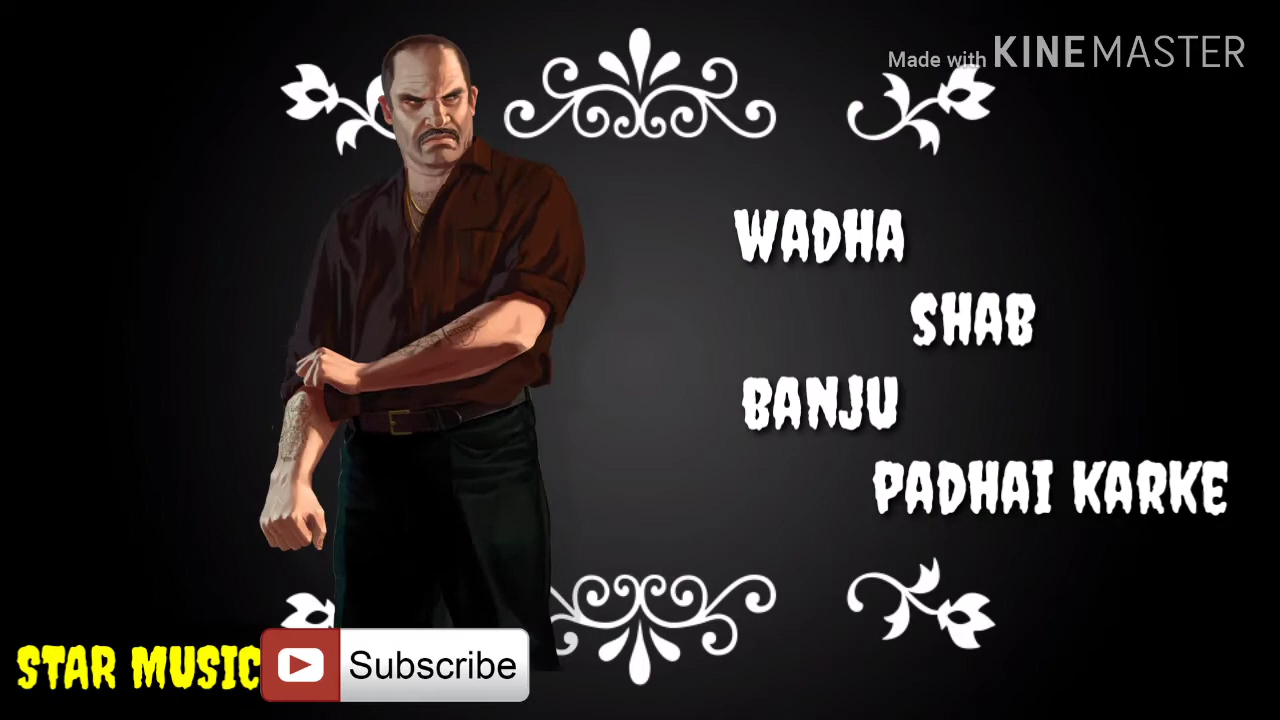 Made with KINEMASTER
WADHA
SHAB
BANJU
PADHAI KARKE
STAR MUSIC
Subscribe